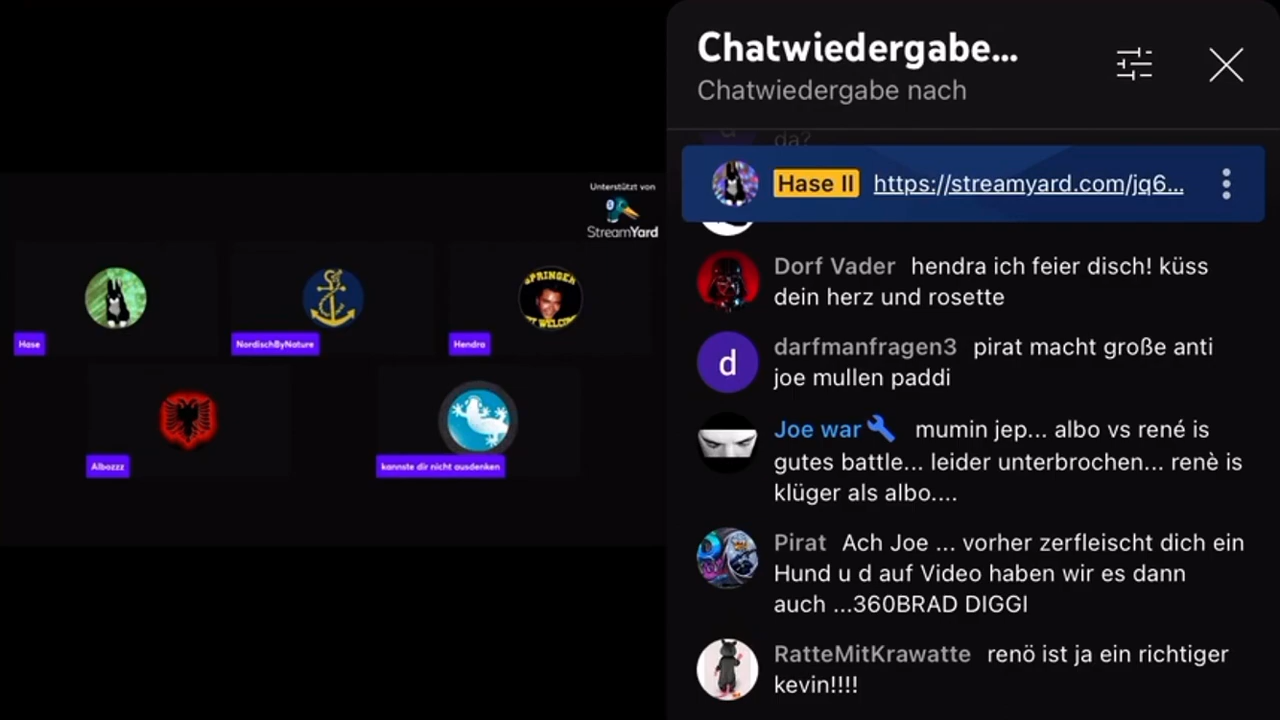 Unterstützt von
StreamYard
Hase
NordischByNature
SPRINGER
Hendra
Albozzz
kannste dir nicht ausdenken
Chatwiedergabe...
Chatwiedergabe nach
da?
Hase II https://streamyard.com/jq6...
Dorf Vader hendra ich feier disch! küss
dein herz und rosette
d
darfmanfragen3 pirat macht große anti
joe mullen paddi
Joe war mumin jep... albo vs rené is
gutes battle... leider unterbrochen... renè is
klüger als albo....
Pirat Ach Joe ... vorher zerfleischt dich ein
Hund u d auf Video haben wir es dann
auch ...360BRAD DIGGI
RatteMitKrawatte renö ist ja ein richtiger
kevin!!!!